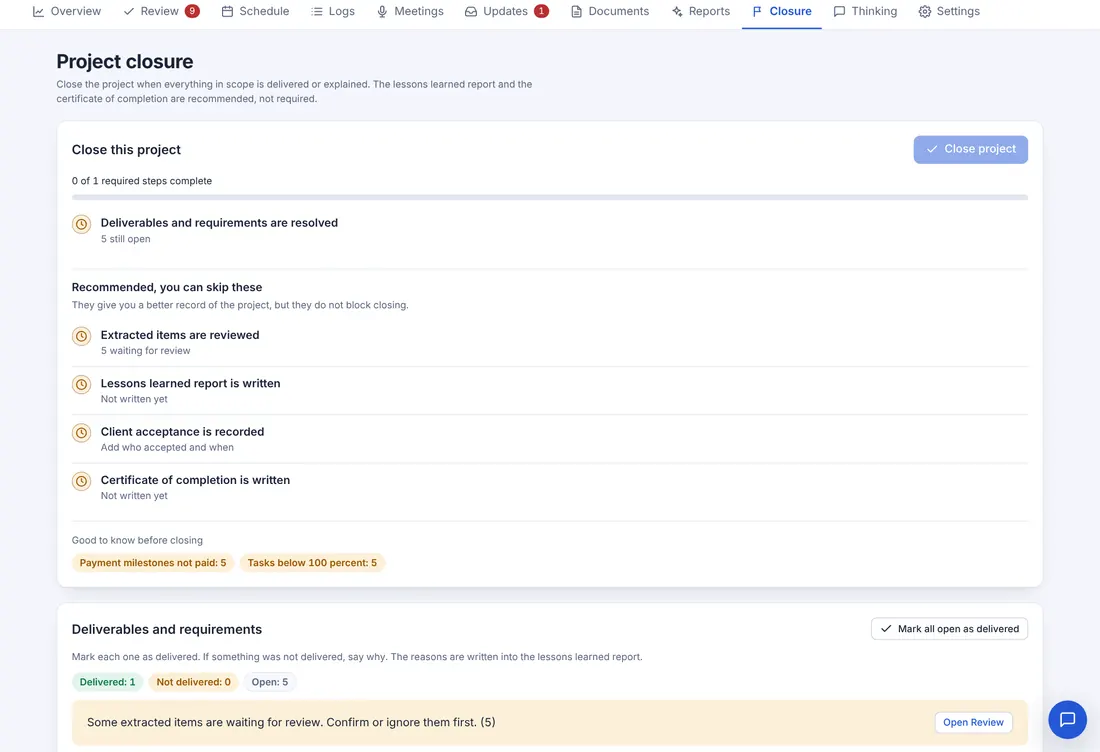 Overview Review 9 Schedule Logs Meetings Updates 1 Documents Reports Closure Thinking Settings
Project closure
Close the project when everything in scope is delivered or explained. The lessons learned report and the
certificate of completion are recommended, not required.
Close this project
Close project
0 of 1 required steps complete
Deliverables and requirements are resolved
5 still open
Recommended, you can skip these
They give you a better record of the project, but they do not block closing.
Extracted items are reviewed
5 waiting for review
Lessons learned report is written
Not written yet
Client acceptance is recorded
Add who accepted and when
Certificate of completion is written
Not written yet
Good to know before closing
Payment milestones not paid: 5 Tasks below 100 percent: 5
Deliverables and requirements
Mark all open as delivered
Mark each one as delivered. If something was not delivered, say why. The reasons are written into the lessons learned report.
Delivered: 1 Not delivered: 0 Open: 5
Some extracted items are waiting for review. Confirm or ignore them first. (5)
Open Review